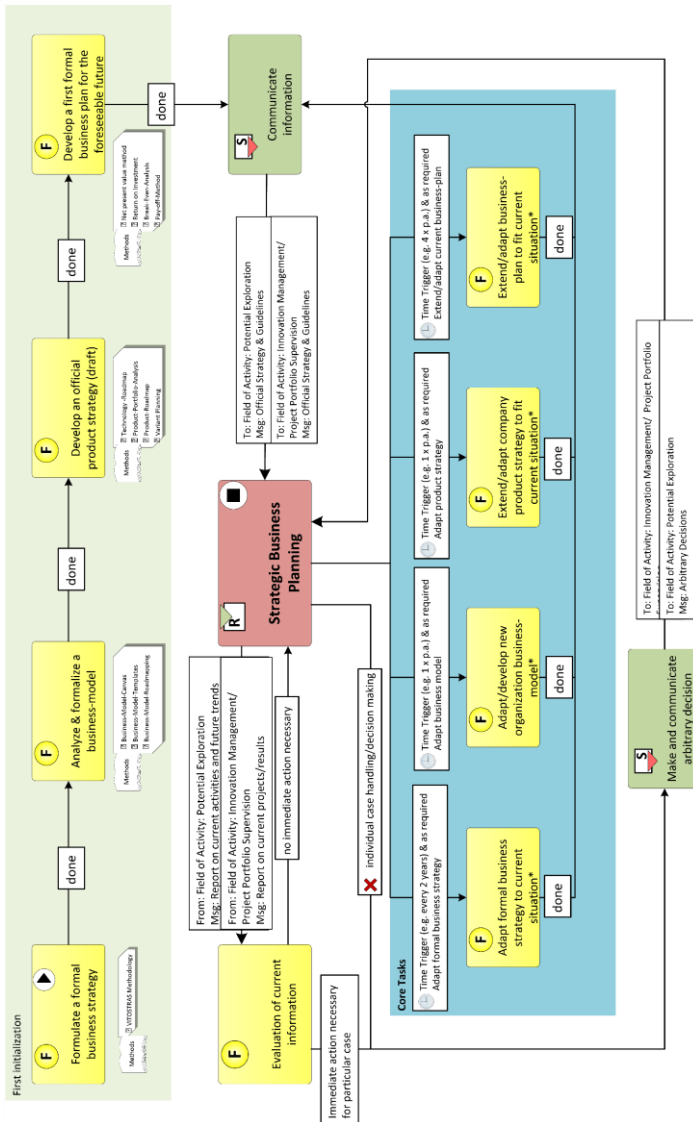 First initialization
F
Formulate a formal
business strategy
Methods
VITOSTRAS Methodology
done
F
Analyze & formalize a
business-model
Methods
Business-Model-Canvas
Business-Model-Templates
Business-Model-Roadmapping
done
F
Develop an official
product strategy (draft)
Methods
Technology-Roadmap
Product-Portfolio-Analysis
Product-Roadmap
Variant Planning
done
F
Develop a first formal
business plan for the
foreseeable future
Methods
Net present value method
Return on Investment
Break-Even-Analysis
Pay-off-Method
done
F
Evaluation of current
information
From: Field of Activity: Potential Exploration
Msg: Report on current activities and future trends
From: Field of Activity: Innovation Management/
Project Portfolio Supervision
Msg: Report on current projects/results
no immediate action necessary
R
Strategic Business
Planning
To: Field of Activity: Potential Exploration
Msg: Official Strategy & Guidelines
To: Field of Activity: Innovation Management/
Project Portfolio Supervision
Msg: Official Strategy & Guidelines
S
Communicate
information
Immediate action necessary
for particular case
individual case handling/decision making
Core Tasks
Time Trigger (e.g. every 2 years) & as required
Adapt formal business strategy
F
Adapt formal business
strategy to current
situation*
done
Time Trigger (e.g. 1 x p.a.) & as required
Adapt business model
F
Adapt/develop new
organization business-
model*
done
Time Trigger (e.g. 1 x p.a.) & as required
Adapt product strategy
F
Extend/adapt company
product strategy to fit
current situation*
done
Time Trigger (e.g. 4 x p.a.) & as required
Extend/adapt current business-plan
F
Extend/adapt business-
plan to fit current
situation*
done
S
Make and communicate
arbitrary decision
To: Field of Activity: Innovation Management/ Project Portfolio
To: Field of Activity: Potential Exploration
Msg: Arbitrary Decisions